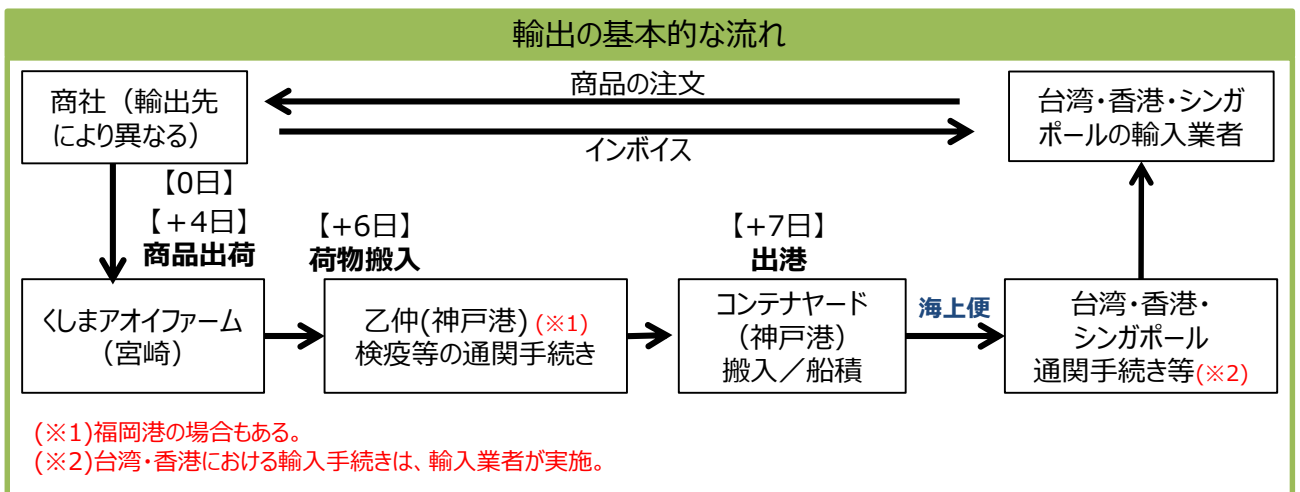 輸出の基本的な流れ
商社（輸出先
により異なる）
商品の注文
インボイス
台湾・香港・シンガ
ポールの輸入業者
【0日】
【＋4日】
商品出荷
【+6日】
荷物搬入
【+7日】
出港
くしまアオイファーム
（宮崎）
乙仲(神戸港) (※1)
検疫等の通関手続き
コンテナヤード
（神戸港）
搬入／船積
海上便
台湾・香港・
シンガポール
通関手続き等(※2)
(※1)福岡港の場合もある。
(※2)台湾・香港における輸入手続きは、輸入業者が実施。